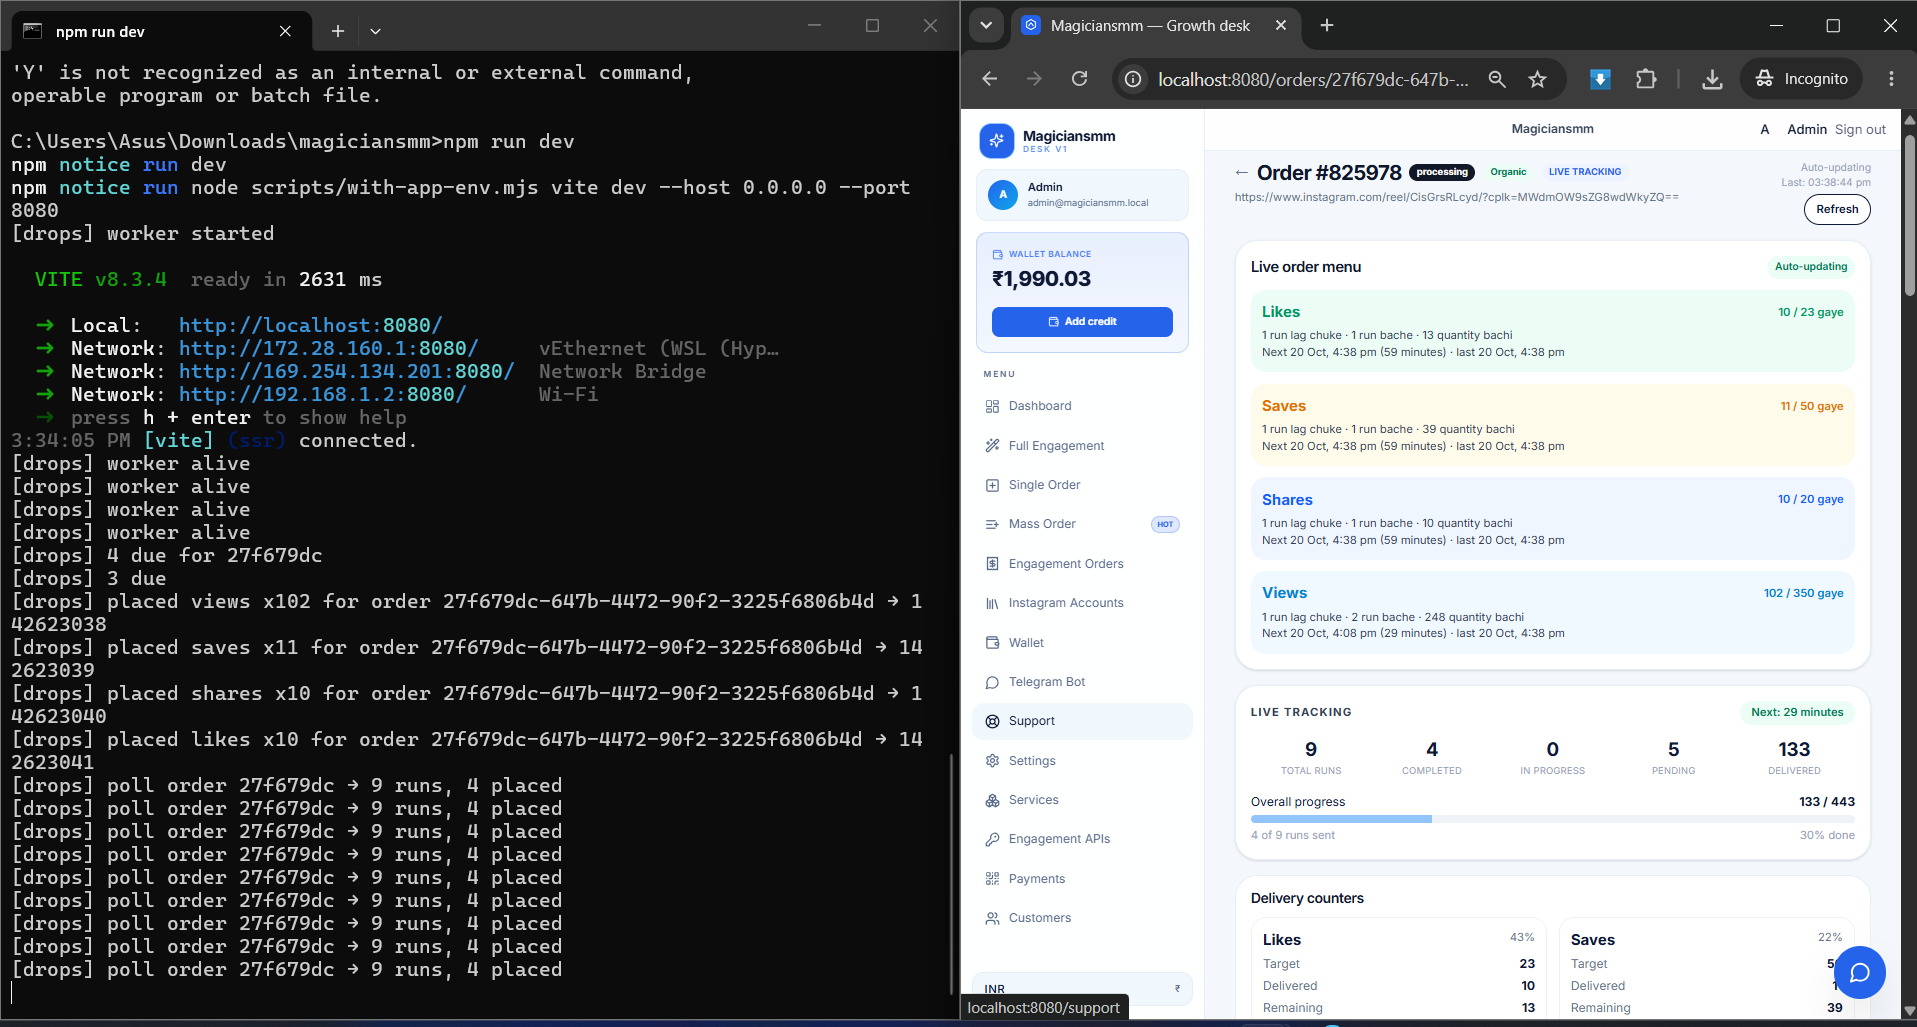 npm run dev
'Y' is not recognized as an internal or external command,
operable program or batch file.
C:\Users\Asus\Downloads\magiciansmm>npm run dev
npm notice run dev
npm notice run node scripts/with-app-env.mjs vite dev --host 0.0.0.0 --port
8080
[drops] worker started
VITE v8.3.4 ready in 2631 ms
➜ Local: http://localhost:8080/
➜ Network: http://172.28.160.1:8080/ vEthernet (WSL (Hyp…
➜ Network: http://169.254.134.201:8080/ Network Bridge
➜ Network: http://192.168.1.2:8080/ Wi-Fi
➜ press h + enter to show help
3:34:05 PM [vite] (ssr) connected.
[drops] worker alive
[drops] worker alive
[drops] worker alive
[drops] worker alive
[drops] 4 due for 27f679dc
[drops] 3 due
[drops] placed views x102 for order 27f679dc-647b-4472-90f2-3225f6806b4d → 1
42623038
[drops] placed saves x11 for order 27f679dc-647b-4472-90f2-3225f6806b4d → 14
2623039
[drops] placed shares x10 for order 27f679dc-647b-4472-90f2-3225f6806b4d → 1
42623040
[drops] placed likes x10 for order 27f679dc-647b-4472-90f2-3225f6806b4d → 14
2623041
[drops] poll order 27f679dc → 9 runs, 4 placed
[drops] poll order 27f679dc → 9 runs, 4 placed
[drops] poll order 27f679dc → 9 runs, 4 placed
[drops] poll order 27f679dc → 9 runs, 4 placed
[drops] poll order 27f679dc → 9 runs, 4 placed
[drops] poll order 27f679dc → 9 runs, 4 placed
[drops] poll order 27f679dc → 9 runs, 4 placed
[drops] poll order 27f679dc → 9 runs, 4 placed
[drops] poll order 27f679dc → 9 runs, 4 placed
Magiciansmm — Growth desk
localhost:8080/orders/27f679dc-647b-...
Incognito
Magiciansmm
DESK V1
A
Admin
admin@magiciansmm.local
WALLET BALANCE
₹1,990.03
Add credit
MENU
Dashboard
Full Engagement
Single Order
Mass Order HOT
Engagement Orders
Instagram Accounts
Wallet
Telegram Bot
Support
Settings
Services
Engagement APIs
Payments
Customers
INR ₹
localhost:8080/support
Magiciansmm
A Admin Sign out
← Order #825978 processing Organic LIVE TRACKING
https://www.instagram.com/reel/CisGrsRLcyd/?cplk=MWdmOW9sZG8wdWkyZQ==
Auto-updating
Last: 03:38:44 pm
Refresh
Live order menu
Auto-updating
Likes 10 / 23 gaye
1 run lag chuke · 1 run bache · 13 quantity bachi
Next 20 Oct, 4:38 pm (59 minutes) · last 20 Oct, 4:38 pm
Saves 11 / 50 gaye
1 run lag chuke · 1 run bache · 39 quantity bachi
Next 20 Oct, 4:38 pm (59 minutes) · last 20 Oct, 4:38 pm
Shares 10 / 20 gaye
1 run lag chuke · 1 run bache · 10 quantity bachi
Next 20 Oct, 4:38 pm (59 minutes) · last 20 Oct, 4:38 pm
Views 102 / 350 gaye
1 run lag chuke · 2 run bache · 248 quantity bachi
Next 20 Oct, 4:08 pm (29 minutes) · last 20 Oct, 4:38 pm
LIVE TRACKING
Next: 29 minutes
9 4 0 5 133
TOTAL RUNS COMPLETED IN PROGRESS PENDING DELIVERED
Overall progress 133 / 443
4 of 9 runs sent 30% done
Delivery counters
Likes 43%
Target 23
Delivered 10
Remaining 13
Saves 22%
Target
Delivered
Remaining 39